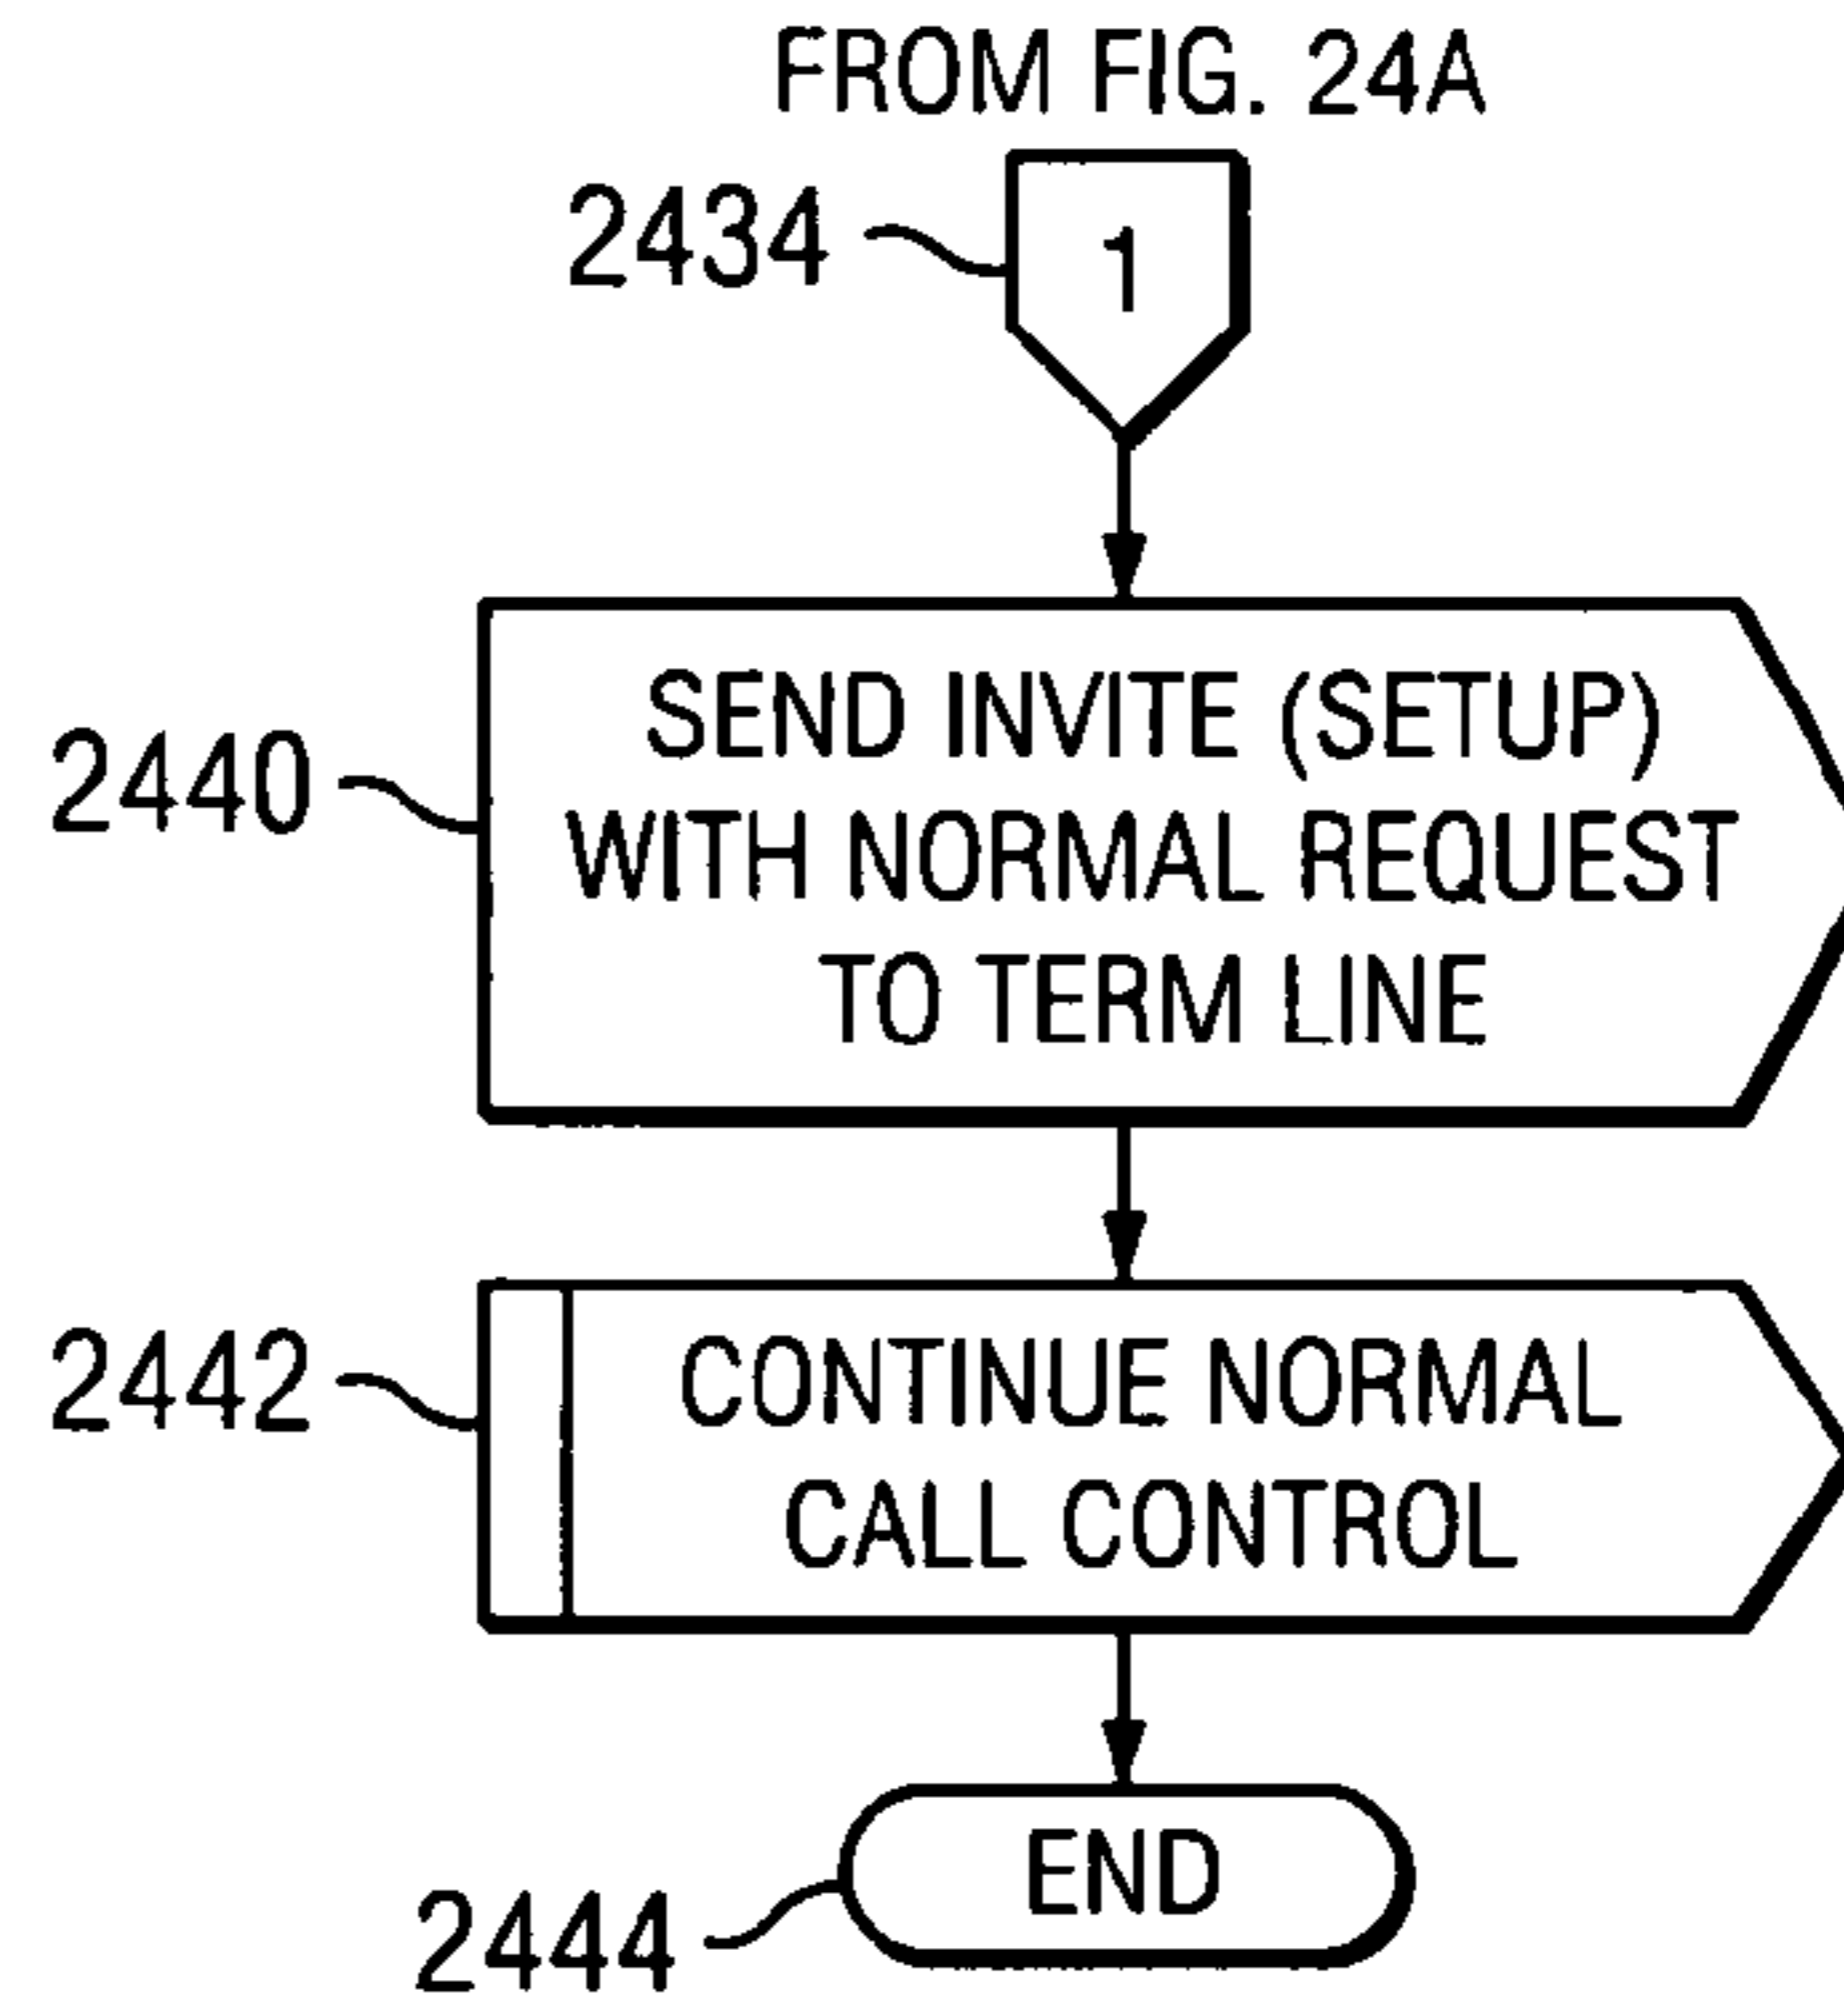 FROM FIG. 24A
2434
1
2440
SEND INVITE (SETUP)
WITH NORMAL REQUEST
TO TERM LINE
2442
CONTINUE NORMAL
CALL CONTROL
END
2444